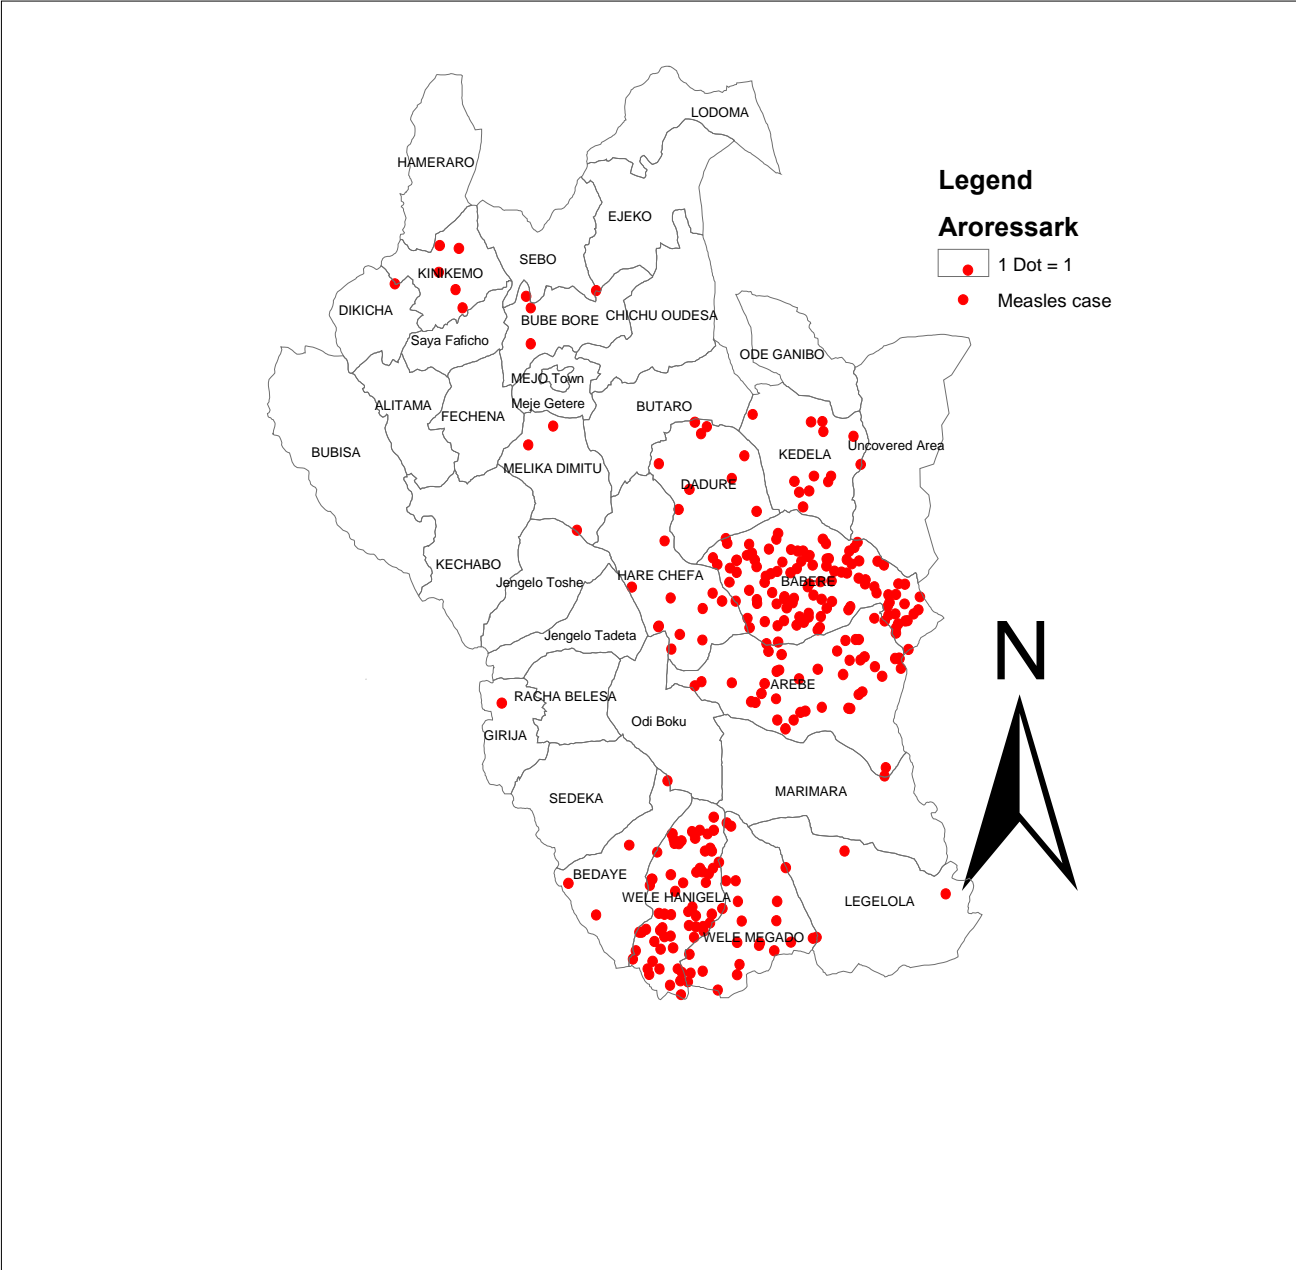 LODOMA
HAMERARO
Legend
EJEKO
Aroressark
SEBO
1 Dot = 1
KINIKEMO
Measles case
DIKICHA
CHICHU OUDESA
BUBE BORE
Saya Faficho
ODE GANIBO
MEJO Town
Meje Getere
ALITAMA
BUTARO
FECHENA
Uncovered Area
BUBISA
KEDELA
MELIKA DIMITU
DADURE
KECHABO
HARE CHEFA
Jengelo Toshe
BABERE
Jengelo Tadeta
N
AREBE
RACHA BELESA
Odi Boku
GIRIJA
MARIMARA
SEDEKA
BEDAYE
WELE HANIGELA
LEGELOLA
WELE MEGADO